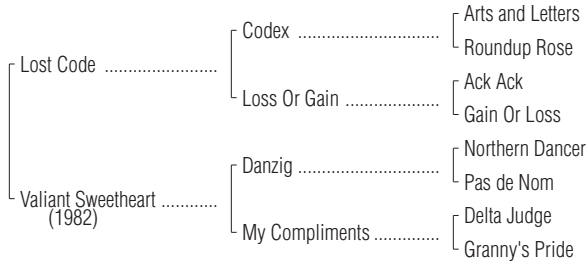 Arts and Letters
Codex
Roundup Rose
Lost Code
Ack Ack
Loss Or Gain
Gain Or Loss
Northern Dancer
Danzig
Pas de Nom
Valiant Sweetheart
(1982)
Delta Judge
My Compliments
Granny's Pride